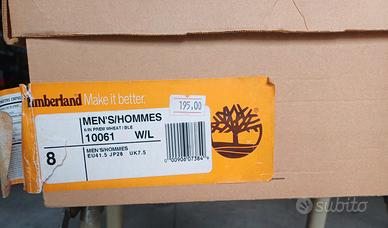 Timberland Make it better.
195,00
MEN'S/HOMMES
6 IN PREM WHEAT/BLE
10061 W/L
8
MEN'S/HOMMES
EU41.5 JP26 UK7.5
subito